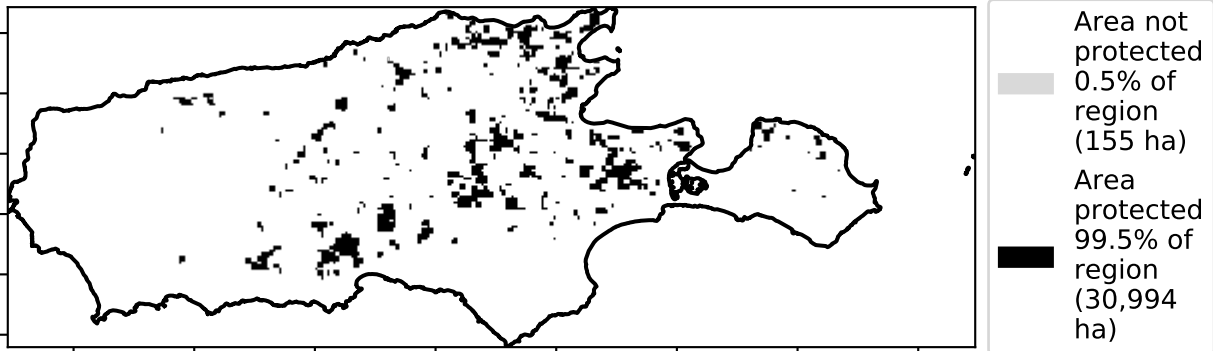 Area not
protected
0.5% of
region
(155 ha)
Area
protected
99.5% of
region
(30,994
ha)